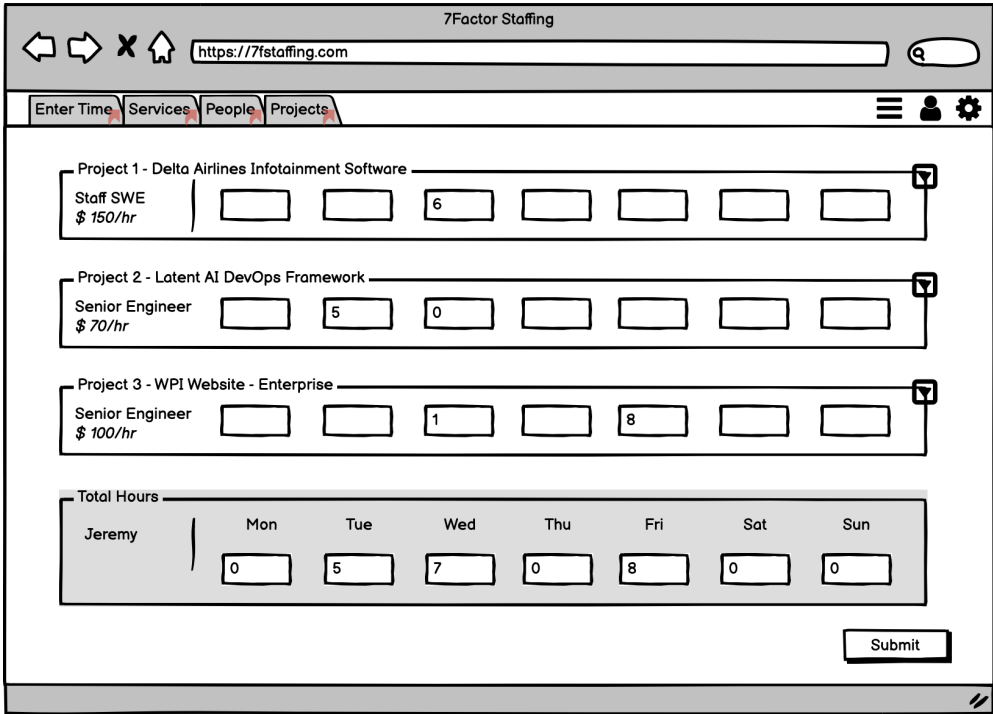 7Factor Staffing
https://7fstaffing.com
Enter Time Services People Projects
Project 1 - Delta Airlines Infotainment Software
Staff SWE
$ 150/hr
6
Project 2 - Latent AI DevOps Framework
Senior Engineer
$ 70/hr
5 0
Project 3 - WPI Website - Enterprise
Senior Engineer
$ 100/hr
1 8
Total Hours
Jeremy
Mon Tue Wed Thu Fri Sat Sun
0 5 7 0 8 0 0
Submit